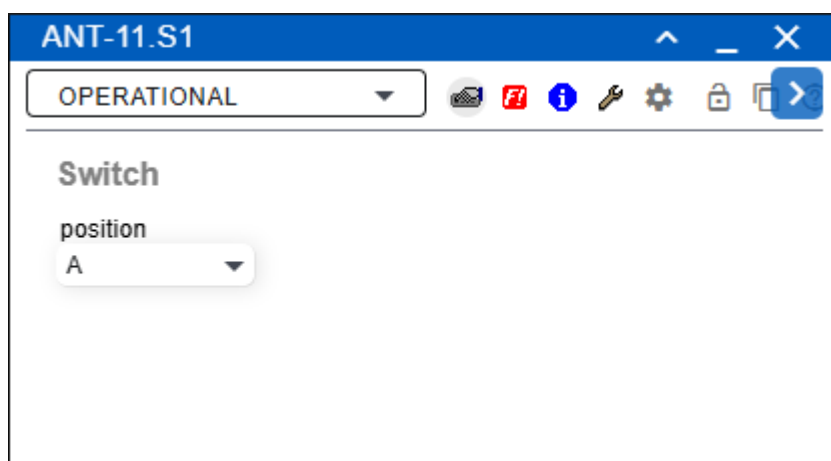 ANT-11.S1
OPERATIONAL
Switch
position
A